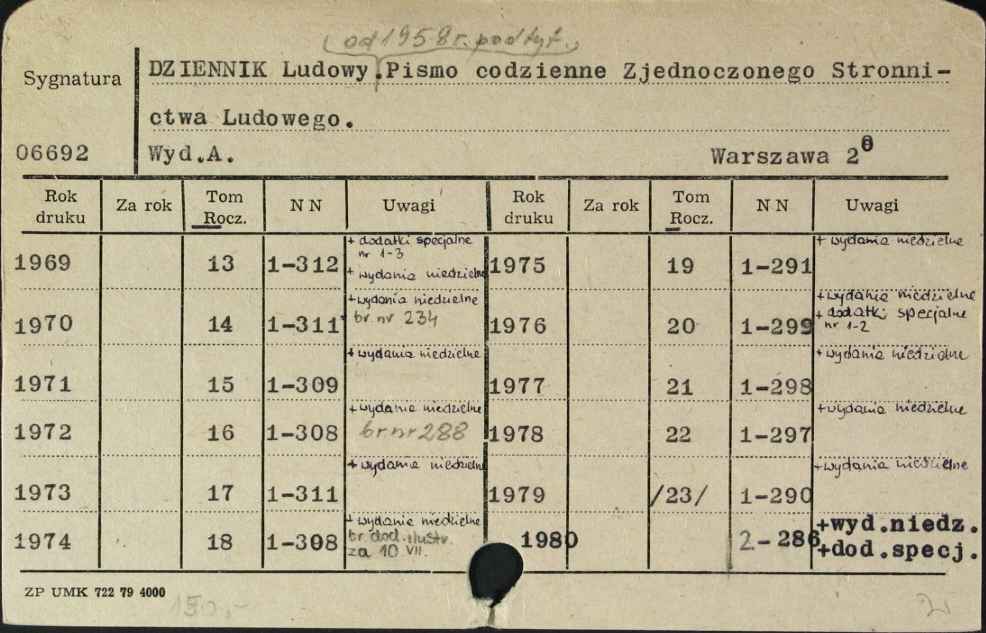 od 1958 r. podtyt.
Sygnatura
DZIENNIK Ludowy. Pismo codzienne Zjednoczonego Stronni-
ctwa Ludowego.
06692
Wyd.A.
Warszawa 2⁰
Rok druku | Za rok | Tom Rocz. | N N | Uwagi | Rok druku | Za rok | Tom Rocz. | N N | Uwagi
1969 | | 13 | 1-312 | + dodatki specjalne nr 1-3 + wydania niedzielne | 1975 | | 19 | 1-291 | + wydania niedzielne
1970 | | 14 | 1-311 | + wydania niedzielne br. nr 234 | 1976 | | 20 | 1-299 | + wydania niedzielne + dodatki specjalne nr 1-2
1971 | | 15 | 1-309 | + wydania niedzielne | 1977 | | 21 | 1-298 | + wydania niedzielne
1972 | | 16 | 1-308 | + wydania niedzielne br nr 288 | 1978 | | 22 | 1-297 | + wydania niedzielne
1973 | | 17 | 1-311 | + wydania niedzielne | 1979 | | /23/ | 1-290 | + wydania niedzielne
1974 | | 18 | 1-308 | + wydanie niedzielne br. dod. ilustr. za 10 VII. | 1980 | | | 2-286 | +wyd.niedz. +dod.specj.
ZP UMK 722 79 4000